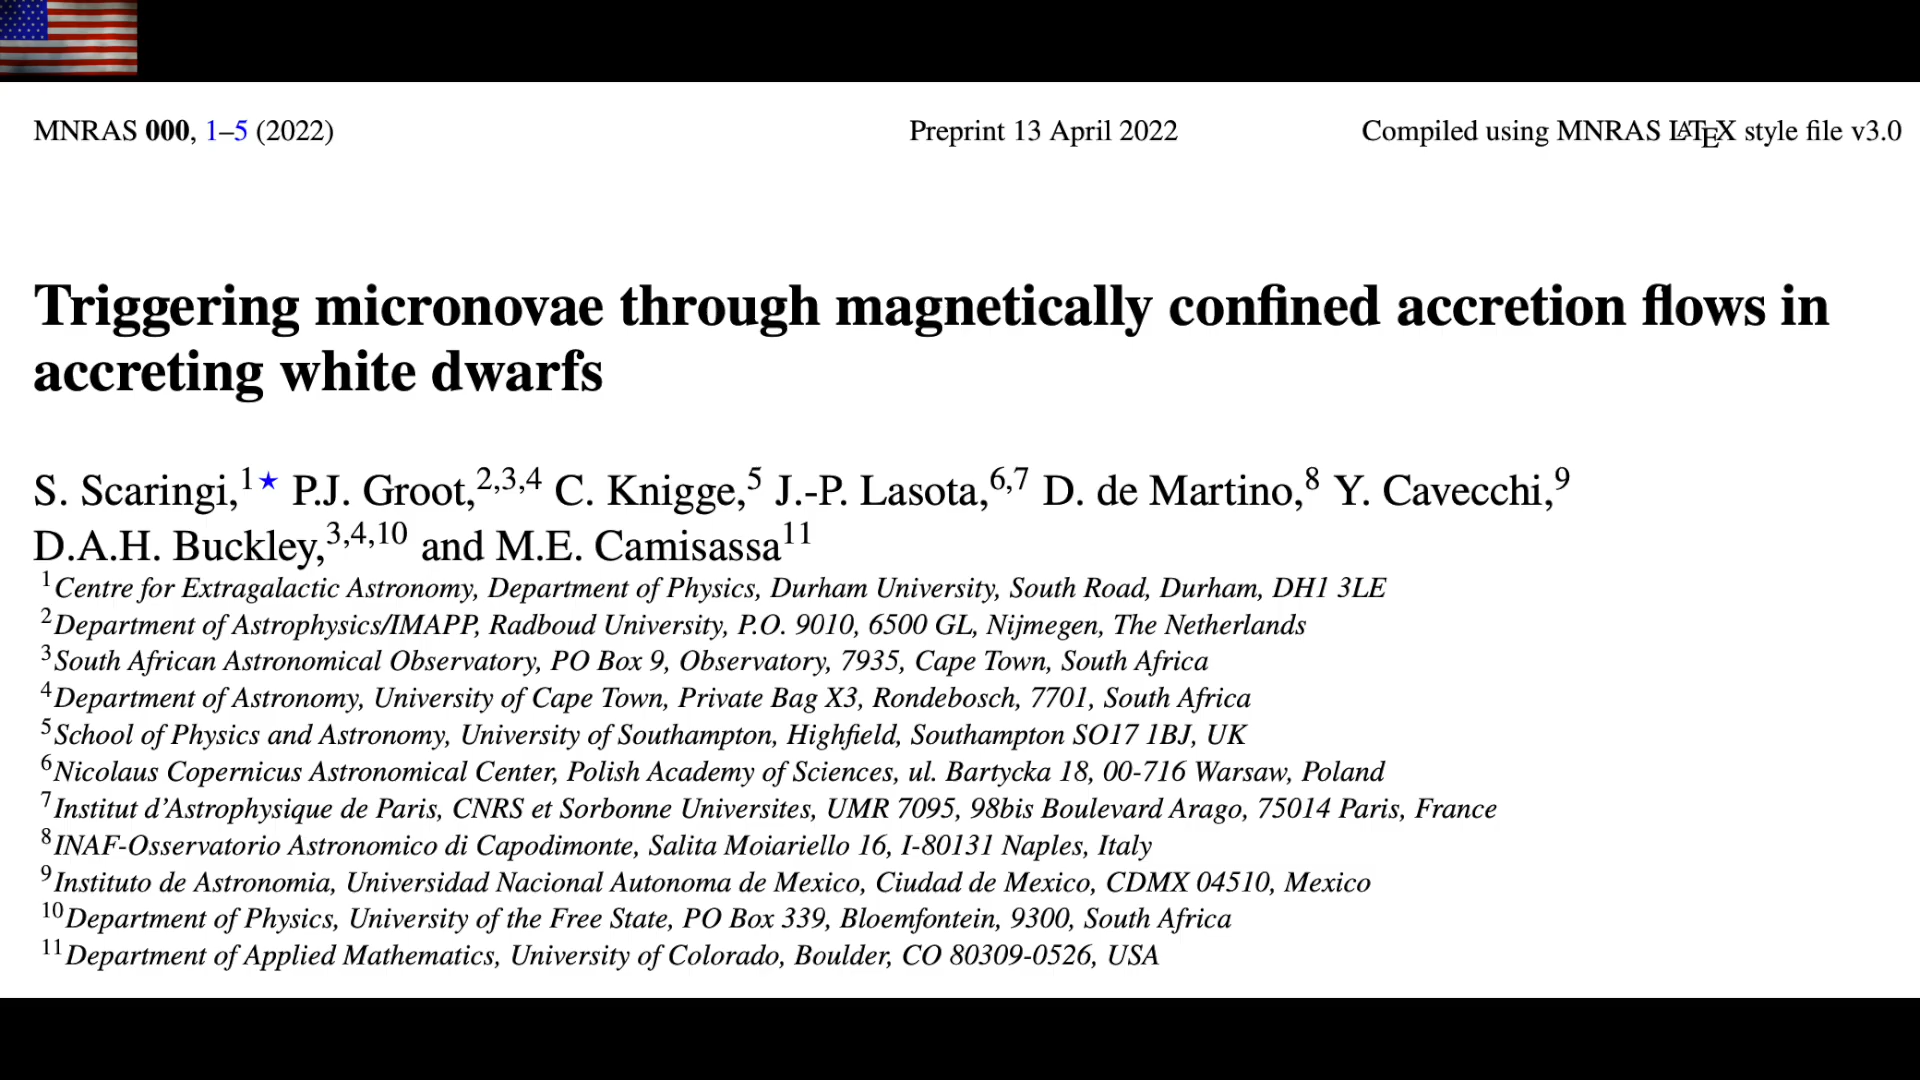 MNRAS 000, 1–5 (2022) Preprint 13 April 2022 Compiled using MNRAS LATEX style file v3.0
Triggering micronovae through magnetically confined accretion flows in
accreting white dwarfs
S. Scaringi,1★ P.J. Groot,2,3,4 C. Knigge,5 J.-P. Lasota,6,7 D. de Martino,8 Y. Cavecchi,9
D.A.H. Buckley,3,4,10 and M.E. Camisassa11
1Centre for Extragalactic Astronomy, Department of Physics, Durham University, South Road, Durham, DH1 3LE
2Department of Astrophysics/IMAPP, Radboud University, P.O. 9010, 6500 GL, Nijmegen, The Netherlands
3South African Astronomical Observatory, PO Box 9, Observatory, 7935, Cape Town, South Africa
4Department of Astronomy, University of Cape Town, Private Bag X3, Rondebosch, 7701, South Africa
5School of Physics and Astronomy, University of Southampton, Highfield, Southampton SO17 1BJ, UK
6Nicolaus Copernicus Astronomical Center, Polish Academy of Sciences, ul. Bartycka 18, 00-716 Warsaw, Poland
7Institut d'Astrophysique de Paris, CNRS et Sorbonne Universites, UMR 7095, 98bis Boulevard Arago, 75014 Paris, France
8INAF-Osservatorio Astronomico di Capodimonte, Salita Moiariello 16, I-80131 Naples, Italy
9Instituto de Astronomia, Universidad Nacional Autonoma de Mexico, Ciudad de Mexico, CDMX 04510, Mexico
10Department of Physics, University of the Free State, PO Box 339, Bloemfontein, 9300, South Africa
11Department of Applied Mathematics, University of Colorado, Boulder, CO 80309-0526, USA